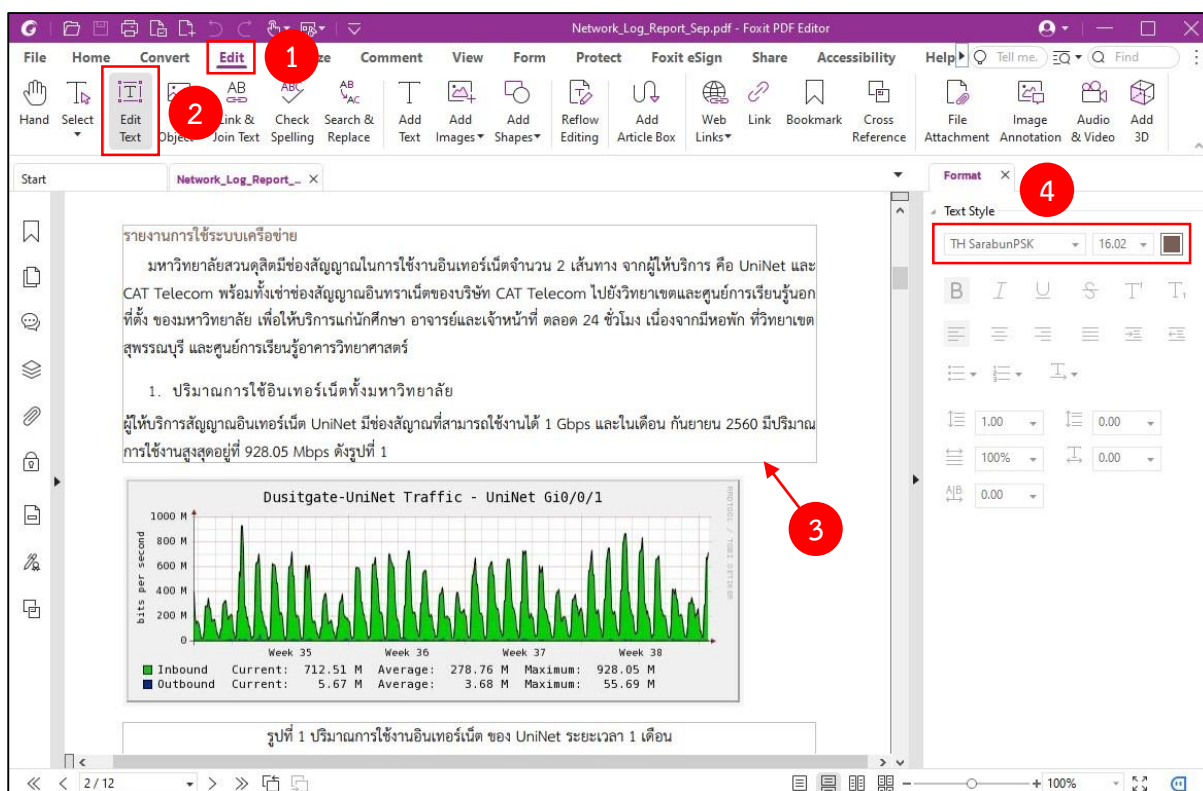 Network_Log_Report_Sep.pdf - Foxit PDF Editor
File Home Convert Edit 1 ze Comment View Form Protect Foxit eSign Share Accessibility Help Tell me. Find
Hand Select Edit Text 2 Object Link & Join Text ABC Check Spelling Search & Replace Add Text Add Images Add Shapes Reflow Editing Add Article Box Web Links Link Bookmark Cross Reference File Attachment Image Annotation Audio & Video Add 3D
Start Network_Log_Report_... Format 4
Text Style
TH SarabunPSK 16.02
รายงานการใช้ระบบเครือข่าย
มหาวิทยาลัยสวนดุสิตมีช่องสัญญาณในการใช้งานอินเทอร์เน็ตจำนวน 2 เส้นทาง จากผู้ให้บริการ คือ UniNet และ
CAT Telecom พร้อมทั้งเช่าช่องสัญญาณอินทราเน็ตของบริษัท CAT Telecom ไปยังวิทยาเขตและศูนย์การเรียนรู้นอก
ที่ตั้ง ของมหาวิทยาลัย เพื่อให้บริการแก่นักศึกษา อาจารย์และเจ้าหน้าที่ ตลอด 24 ชั่วโมง เนื่องจากมีหอพัก ที่วิทยาเขต
สุพรรณบุรี และศูนย์การเรียนรู้อาคารวิทยาศาสตร์
1. ปริมาณการใช้อินเทอร์เน็ตทั้งมหาวิทยาลัย
ผู้ให้บริการสัญญาณอินเทอร์เน็ต UniNet มีช่องสัญญาณที่สามารถใช้งานได้ 1 Gbps และในเดือน กันยายน 2560 มีปริมาณ
การใช้งานสูงสุดอยู่ที่ 928.05 Mbps ดังรูปที่ 1
3
B I U S T' T,
1.00 0.00
100% 0.00
0.00
Dusitgate-UniNet Traffic - UniNet Gi0/0/1
RRDTOOL / TOBI OETIKER
bits per second
1000 M
800 M
600 M
400 M
200 M
0
Week 35 Week 36 Week 37 Week 38
Inbound Current: 712.51 M Average: 278.76 M Maximum: 928.05 M
Outbound Current: 5.67 M Average: 3.68 M Maximum: 55.69 M
รูปที่ 1 ปริมาณการใช้งานอินเทอร์เน็ต ของ UniNet ระยะเวลา 1 เดือน
2 / 12 100%